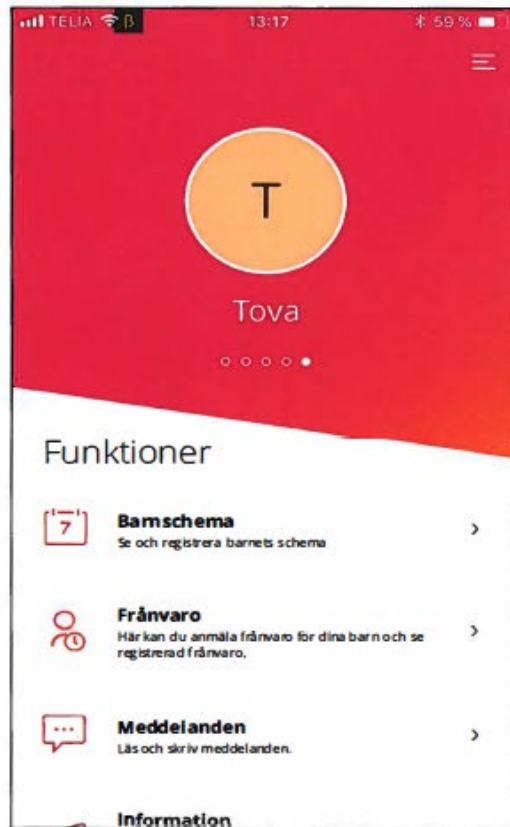 TELIA β 13:17 59 %
T
Tova
Funktioner
7 Barnschema
Se och registrera barnets schema
Frånvaro
Här kan du anmäla frånvaro för dina barn och se
registrerad frånvaro.
Meddelanden
Läs och skriv meddelanden.
Information